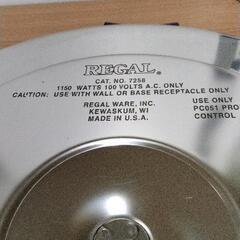 REGAL
CAT. NO. 7258
1150 WATTS 100 VOLTS A.C. ONLY
CAUTION: USE WITH WALL OR BASE RECEPTACLE ONLY
REGAL WARE, INC. USE ONLY
KEWASKUM, WI PC051 PRO
MADE IN U.S.A. CONTROL